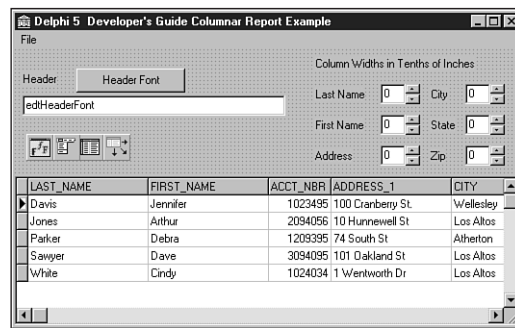 Delphi 5 Developer's Guide Columnar Report Example
File
Column Widths in Tenths of Inches
Header Header Font
Last Name 0 City 0
edtHeaderFont
First Name 0 State 0
Address 0 Zip 0
LAST_NAME FIRST_NAME ACCT_NBR ADDRESS_1 CITY
Davis Jennifer 1023495 100 Cranberry St. Wellesley
Jones Arthur 2094056 10 Hunnewell St Los Altos
Parker Debra 1209395 74 South St Atherton
Sawyer Dave 3094095 101 Oakland St Los Altos
White Cindy 1024034 1 Wentworth Dr Los Altos